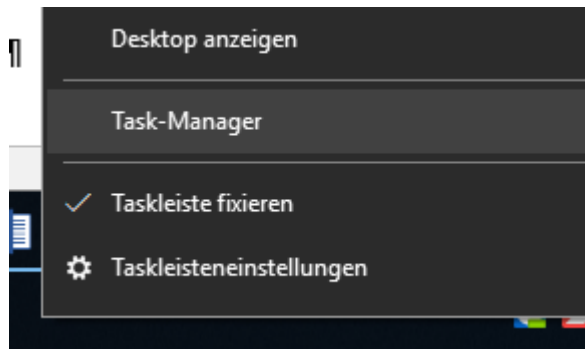 ¶
Desktop anzeigen
Task-Manager
Taskleiste fixieren
Taskleisteneinstellungen